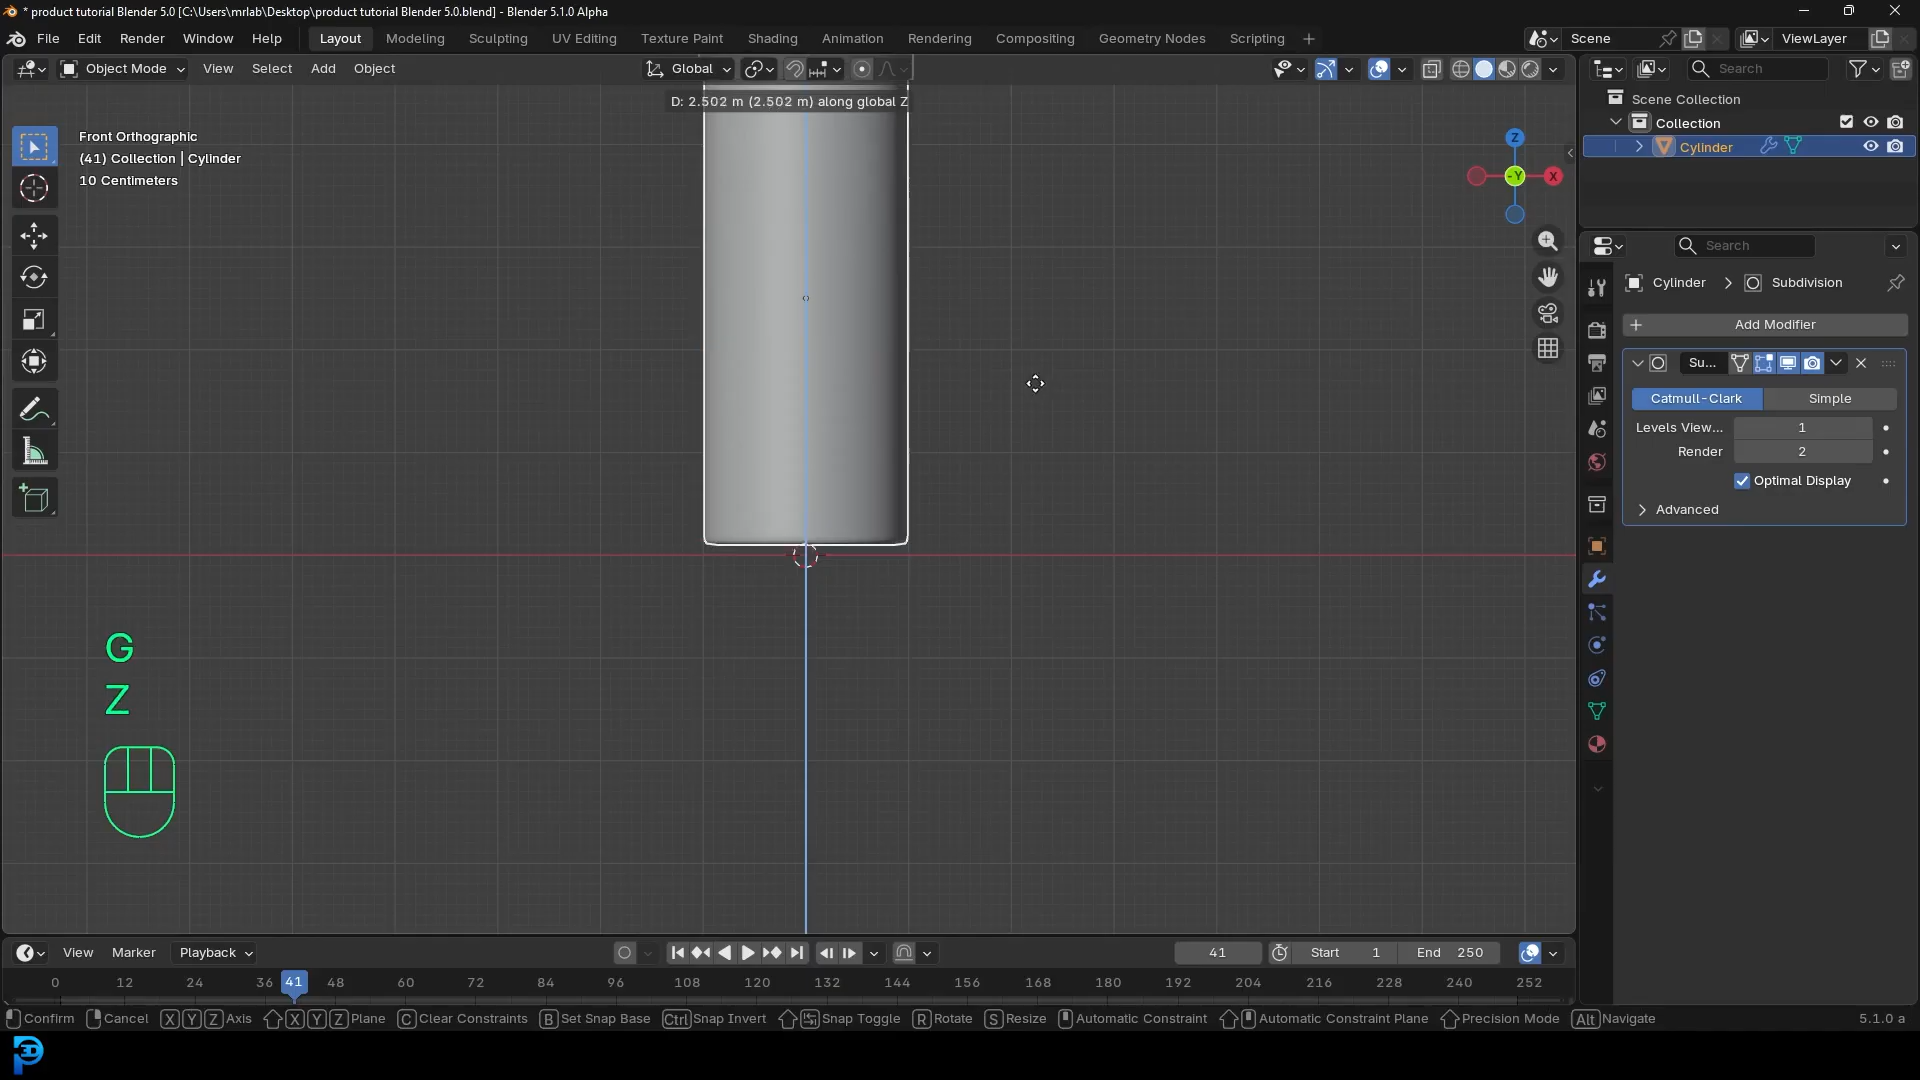 * product tutorial Blender 5.0 [C:\Users\mrlab\Desktop\product tutorial Blender 5.0.blend] - Blender 5.1.0 Alpha
File Edit Render Window Help Layout Modeling Sculpting UV Editing Texture Paint Shading Animation Rendering Compositing Geometry Nodes Scripting Scene ViewLayer
Object Mode View Select Add Object Global Search
D: 2.502 m (2.502 m) along global Z
Scene Collection
Collection
Cylinder
Front Orthographic
(41) Collection | Cylinder
10 Centimeters
Z
-Y
X
Search
Cylinder Subdivision
Add Modifier
Su...
Catmull-Clark Simple
Levels View... 1
Render 2
Optimal Display
Advanced
G
Z
View Marker Playback 41 Start 1 End 250
0 12 24 36 41 48 60 72 84 96 108 120 132 144 156 168 180 192 204 216 228 240 252
Confirm Cancel X Y Z Axis X Y Z Plane C Clear Constraints B Set Snap Base Ctrl Snap Invert Snap Toggle R Rotate S Resize Automatic Constraint Automatic Constraint Plane Precision Mode Alt Navigate 5.1.0 a